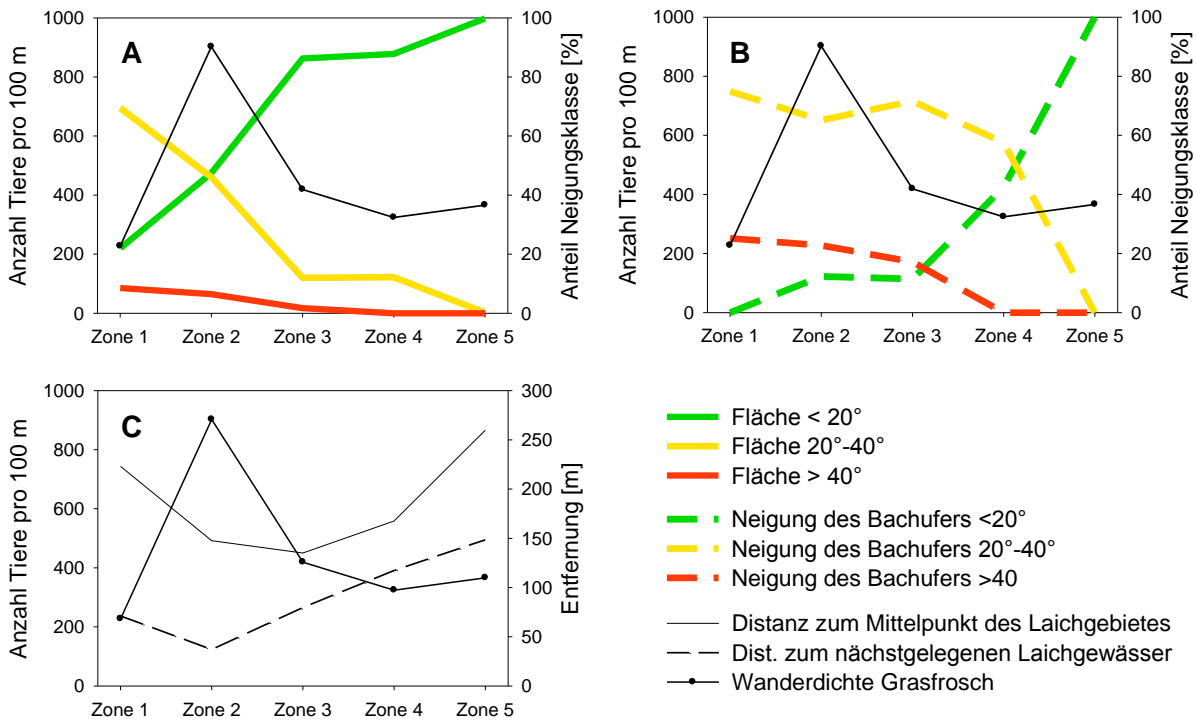 A
Anzahl Tiere pro 100 m
1000
800
600
400
200
0
100
80
60
40
20
0
Anteil Neigungsklasse [%]
Zone 1 Zone 2 Zone 3 Zone 4 Zone 5
B
Anzahl Tiere pro 100 m
1000
800
600
400
200
0
100
80
60
40
20
0
Anteil Neigungsklasse [%]
Zone 1 Zone 2 Zone 3 Zone 4 Zone 5
C
Anzahl Tiere pro 100 m
1000
800
600
400
200
0
300
250
200
150
100
50
0
Entfernung [m]
Zone 1 Zone 2 Zone 3 Zone 4 Zone 5
Fläche < 20°
Fläche 20°-40°
Fläche > 40°
Neigung des Bachufers <20°
Neigung des Bachufers 20°-40°
Neigung des Bachufers >40
Distanz zum Mittelpunkt des Laichgebietes
Dist. zum nächstgelegenen Laichgewässer
Wanderdichte Grasfrosch